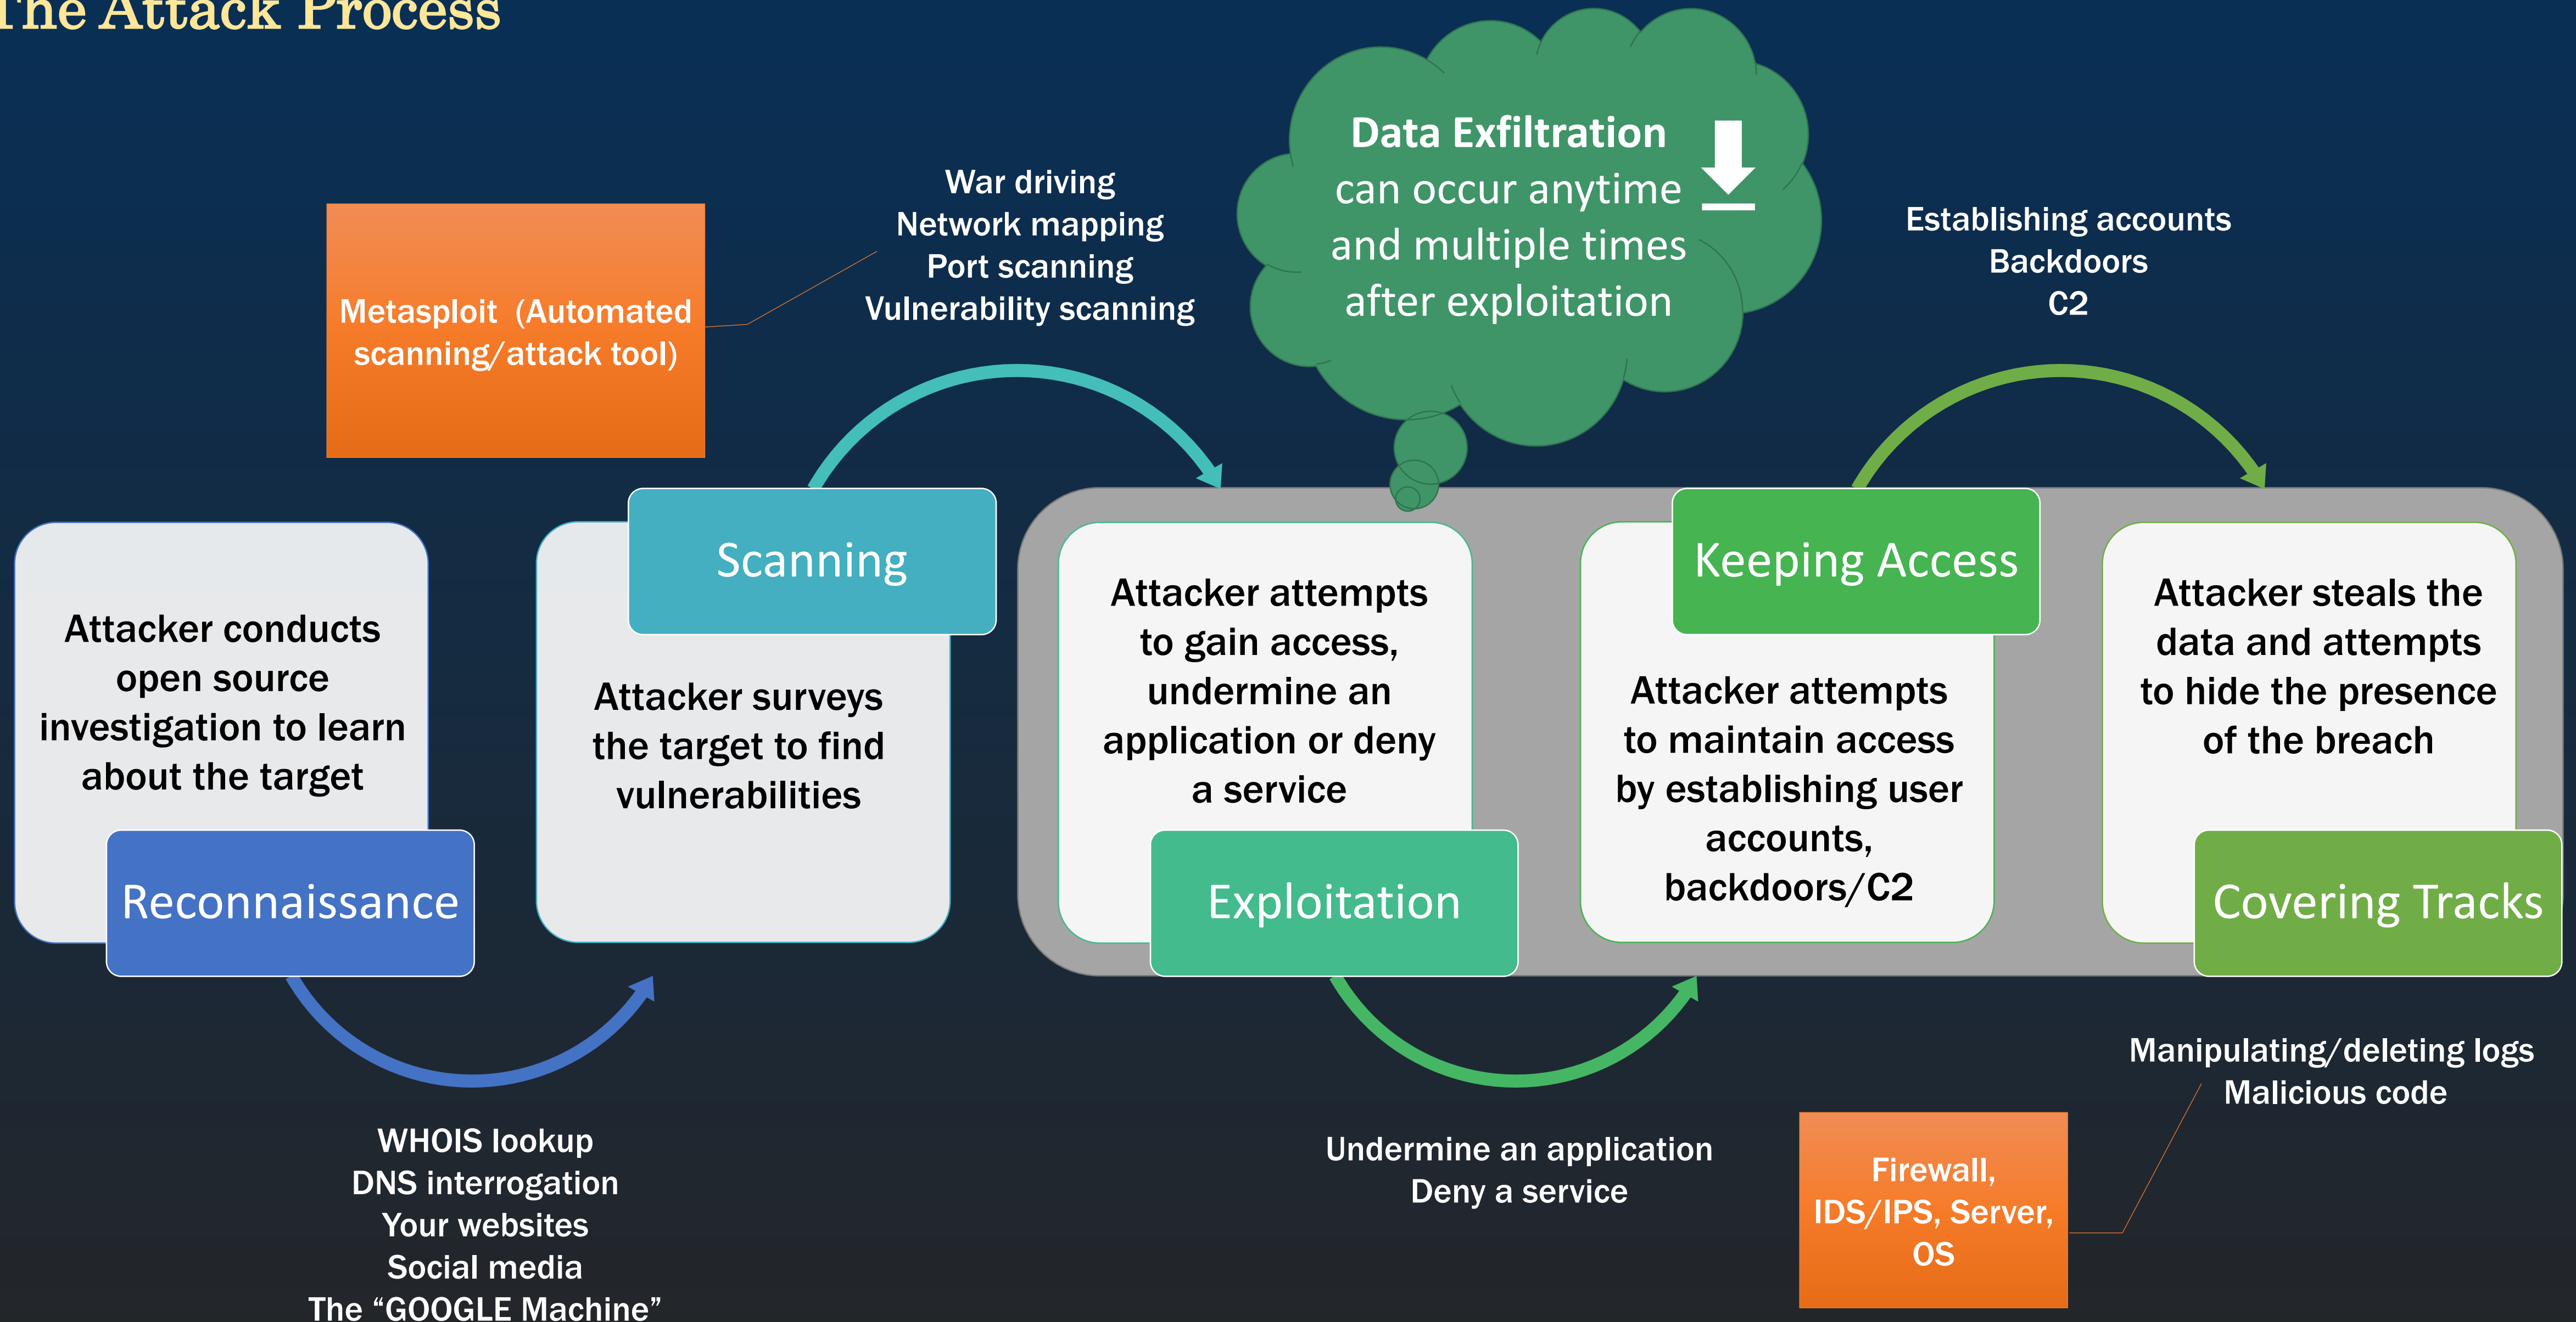 The Attack Process
Metasploit (Automated
scanning/attack tool)
War driving
Network mapping
Port scanning
Vulnerability scanning
Data Exfiltration
can occur anytime
and multiple times
after exploitation
Establishing accounts
Backdoors
C2
Attacker conducts
open source
investigation to learn
about the target
Reconnaissance
Scanning
Attacker surveys
the target to find
vulnerabilities
Attacker attempts
to gain access,
undermine an
application or deny
a service
Exploitation
Keeping Access
Attacker attempts
to maintain access
by establishing user
accounts,
backdoors/C2
Attacker steals the
data and attempts
to hide the presence
of the breach
Covering Tracks
WHOIS lookup
DNS interrogation
Your websites
Social media
The “GOOGLE Machine”
Undermine an application
Deny a service
Firewall,
IDS/IPS, Server,
OS
Manipulating/deleting logs
Malicious code